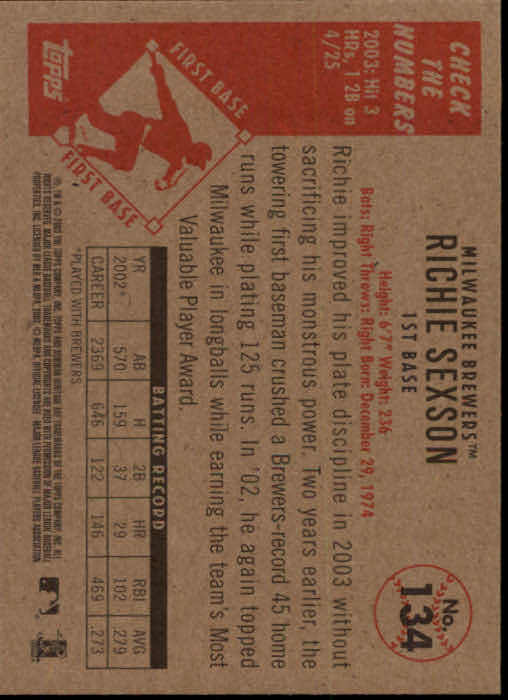 CHECK
THE
NUMBERS
2003: Hit 3
HRs, 1 2B on
4/25
FIRST BASE
FIRST BASE
topps
MILWAUKEE BREWERS™
RICHIE SEXSON
1ST BASE
No.
134
Height: 6'7" Weight: 236
Bats: Right Throws: Right Born: December 29, 1974
Richie improved his plate discipline in 2003 without
sacrificing his monstrous power. Two years earlier, the
towering first baseman crushed a Brewers-record 45 home
runs while plating 125 runs. In '02, he again topped
Milwaukee in longballs while earning the team's Most
Valuable Player Award.
BATTING RECORD
YR AB H 2B HR RBI AVG
2002* 570 159 37 29 102 .279
CAREER 2369 646 122 146 469 .273
*PLAYED WITH BREWERS